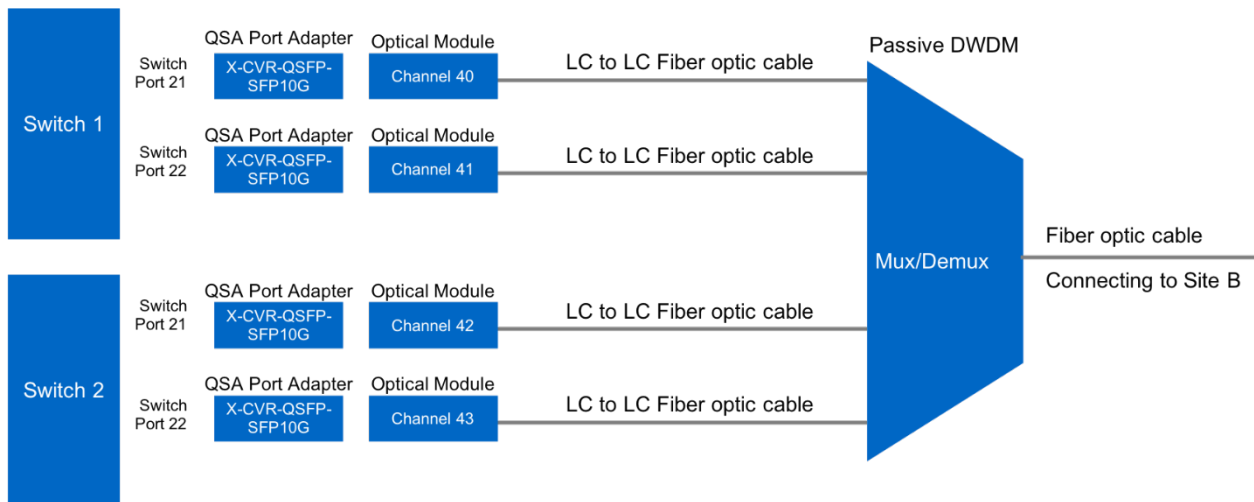 Switch 1
Switch
Port 21
QSA Port Adapter
X-CVR-QSFP-
SFP10G
Optical Module
Channel 40
LC to LC Fiber optic cable
Passive DWDM
Switch
Port 22
QSA Port Adapter
X-CVR-QSFP-
SFP10G
Optical Module
Channel 41
LC to LC Fiber optic cable
Mux/Demux
Fiber optic cable
Connecting to Site B
Switch 2
Switch
Port 21
QSA Port Adapter
X-CVR-QSFP-
SFP10G
Optical Module
Channel 42
LC to LC Fiber optic cable
Switch
Port 22
QSA Port Adapter
X-CVR-QSFP-
SFP10G
Optical Module
Channel 43
LC to LC Fiber optic cable